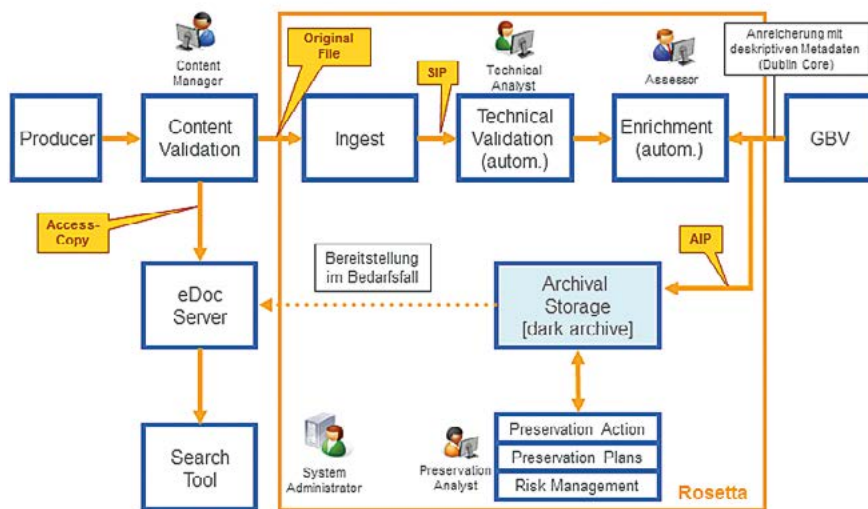 Content
Manager
Original
File
SIP
Technical
Analyst
Assessor
Anreicherung mit
deskriptiven Metadaten
(Dublin Core)
Producer
Content
Validation
Ingest
Technical
Validation
(autom.)
Enrichment
(autom.)
GBV
Access-
Copy
AIP
Bereitstellung
im Bedarfsfall
eDoc
Server
Archival
Storage
[dark archive]
Search
Tool
System
Administrator
Preservation
Analyst
Preservation Action
Preservation Plans
Risk Management
Rosetta